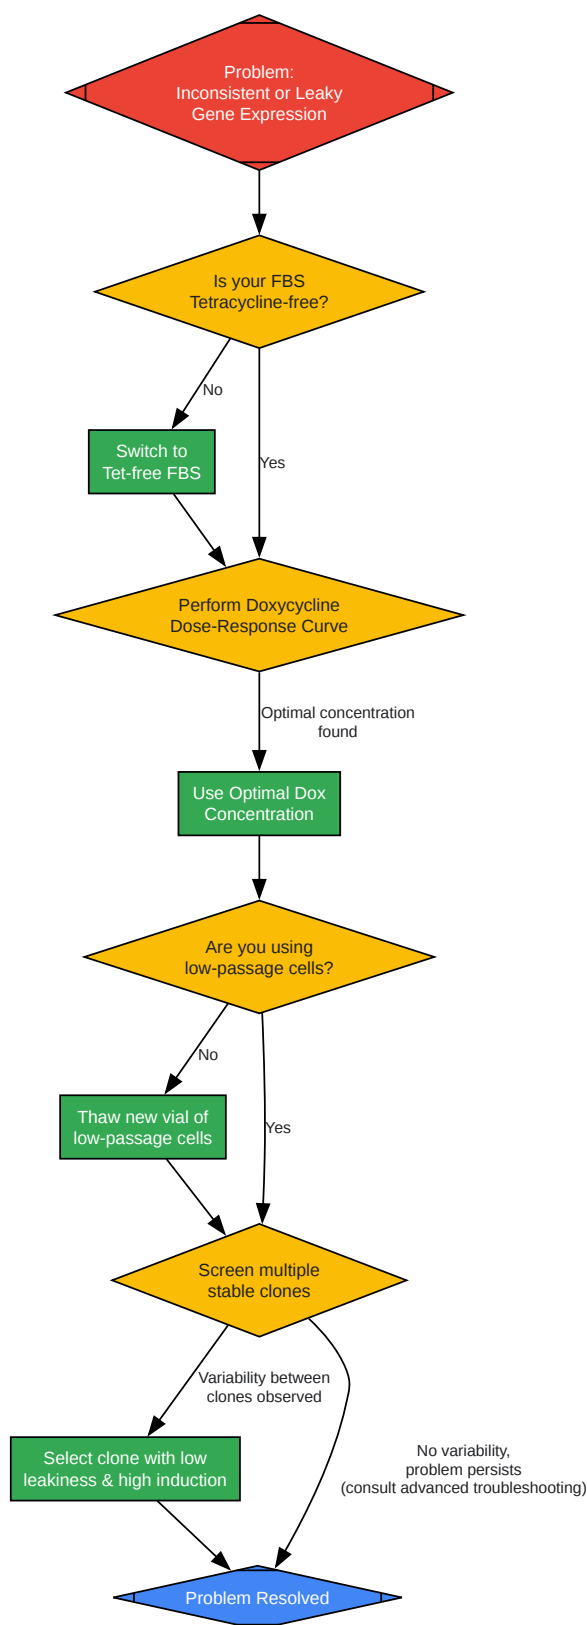 Problem:
Inconsistent or Leaky
Gene Expression
Is your FBS
Tetracycline-free?
No
Switch to
Tet-free FBS
Yes
Perform Doxycycline
Dose-Response Curve
Optimal concentration
found
Use Optimal Dox
Concentration
Are you using
low-passage cells?
No
Thaw new vial of
low-passage cells
Yes
Screen multiple
stable clones
Variability between
clones observed
Select clone with low
leakiness & high induction
No variability,
problem persists
(consult advanced troubleshooting)
Problem Resolved